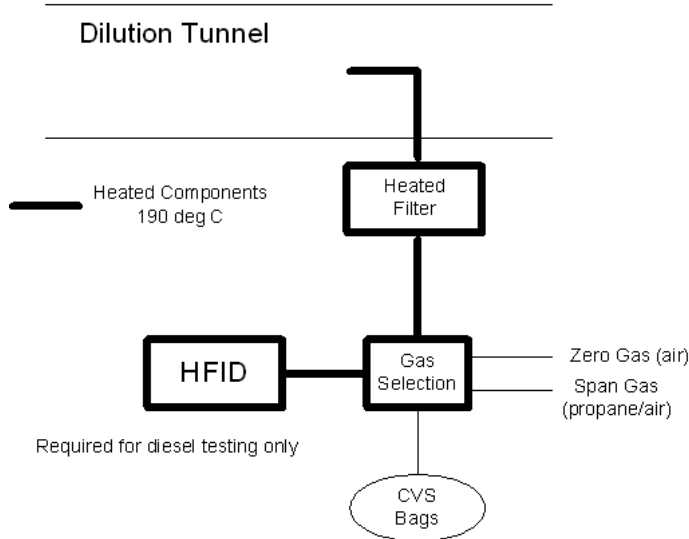 Dilution Tunnel
Heated Components
190 deg C
Heated
Filter
HFID
Gas
Selection
Zero Gas (air)
Span Gas
(propane/air)
Required for diesel testing only
CVS
Bags